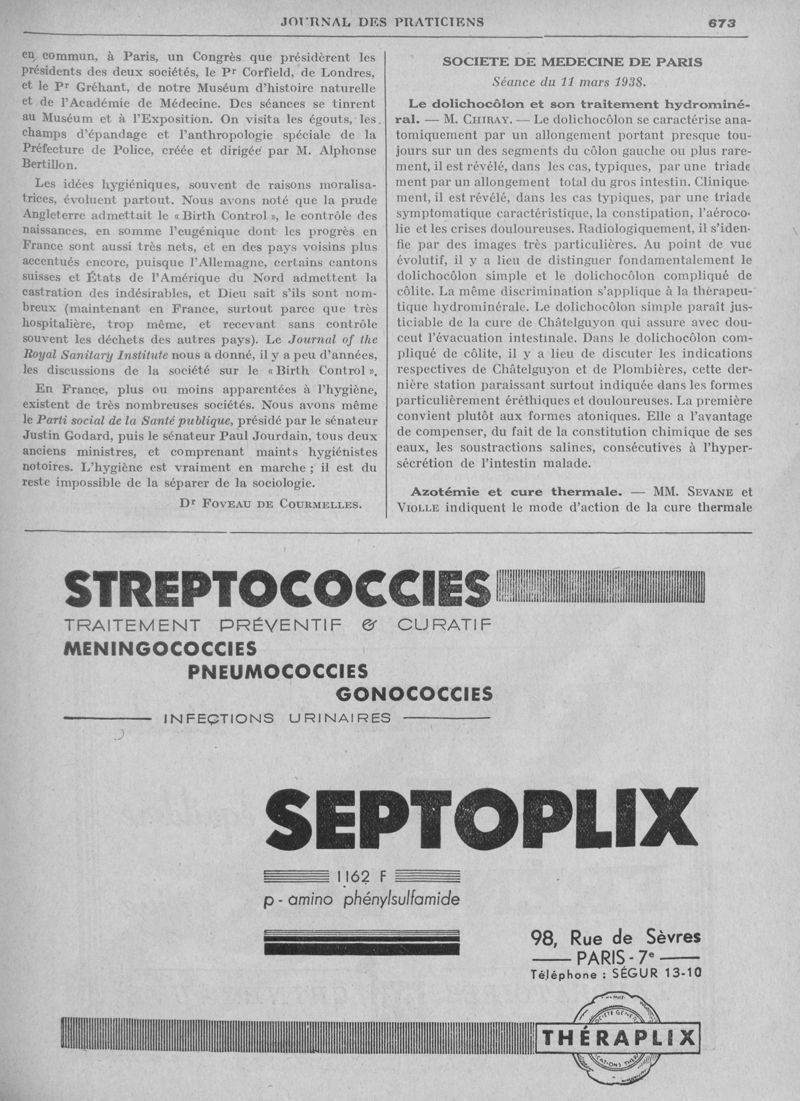 JOURNAL DES PRATICIENS 673
en commun, à Paris, un Congrès que présidèrent les
présidents des deux sociétés, le Pr Corfield, de Londres,
et le Pr Gréhant, de notre Muséum d'histoire naturelle
et de l'Académie de Médecine. Des séances se tinrent
au Muséum et à l'Exposition. On visita les égouts, les
champs d'épandage et l'anthropologie spéciale de la
Préfecture de Police, créée et dirigée par M. Alphonse
Bertillon.
Les idées hygiéniques, souvent de raisons moralisa-
trices, évoluent partout. Nous avons noté que la prude
Angleterre admettait le « Birth Control », le contrôle des
naissances, en somme l'eugénique dont les progrès en
France sont aussi très nets, et en des pays voisins plus
accentués encore, puisque l'Allemagne, certains cantons
suisses et États de l'Amérique du Nord admettent la
castration des indésirables, et Dieu sait s'ils sont nom-
breux (maintenant en France, surtout parce que très
hospitalière, trop même, et recevant sans contrôle
souvent les déchets des autres pays). Le Journal of the
Royal Sanitary Institute nous a donné, il y a peu d'années,
les discussions de la société sur le « Birth Control ».
En France, plus ou moins apparentées à l'hygiène,
existent de très nombreuses sociétés. Nous avons même
le Parti social de la Santé publique, présidé par le sénateur
Justin Godard, puis le sénateur Paul Jourdain, tous deux
anciens ministres, et comprenant maints hygiénistes
notoires. L'hygiène est vraiment en marche ; il est du
reste impossible de la séparer de la sociologie.
Dr FOVEAU DE COURMELLES.
SOCIETE DE MEDECINE DE PARIS
Séance du 11 mars 1938.
Le dolichocôlon et son traitement hydrominé-
ral. — M. CHIRAY. — Le dolichocôlon se caractérise ana-
tomiquement par un allongement portant presque tou-
jours sur un des segments du côlon gauche ou plus rare-
ment, il est révélé, dans les cas, typiques, par une triade
ment par un allongement total du gros intestin. Clinique-
ment, il est révélé, dans les cas typiques, par une triade
symptomatique caractéristique, la constipation, l'aéroco-
lie et les crises douloureuses. Radiologiquement, il s'iden-
fie par des images très particulières. Au point de vue
évolutif, il y a lieu de distinguer fondamentalement le
dolichocôlon simple et le dolichocôlon compliqué de
côlite. La même discrimination s'applique à la thérapeu-
tique hydrominérale. Le dolichocôlon simple paraît jus-
ticiable de la cure de Châtelguyon qui assure avec dou-
ceut l'évacuation intestinale. Dans le dolichocôlon com-
pliqué de côlite, il y a lieu de discuter les indications
respectives de Châtelguyon et de Plombières, cette der-
nière station paraissant surtout indiquée dans les formes
particulièrement éréthiques et douloureuses. La première
convient plutôt aux formes atoniques. Elle a l'avantage
de compenser, du fait de la constitution chimique de ses
eaux, les soustractions salines, consécutives à l'hyper-
sécrétion de l'intestin malade.
Azotémie et cure thermale. — MM. SEVANE et
VIOLLE indiquent le mode d'action de la cure thermale
STREPTOCOCCIES
TRAITEMENT PRÉVENTIF & CURATIF
MENINGOCOCCIES
PNEUMOCOCCIES
GONOCOCCIES
INFECTIONS URINAIRES
SEPTOPLIX
1162 F
p - amino phénylsulfamide
98, Rue de Sèvres
PARIS - 7e
Téléphone : SÉGUR 13-10
THÉRAPLIX